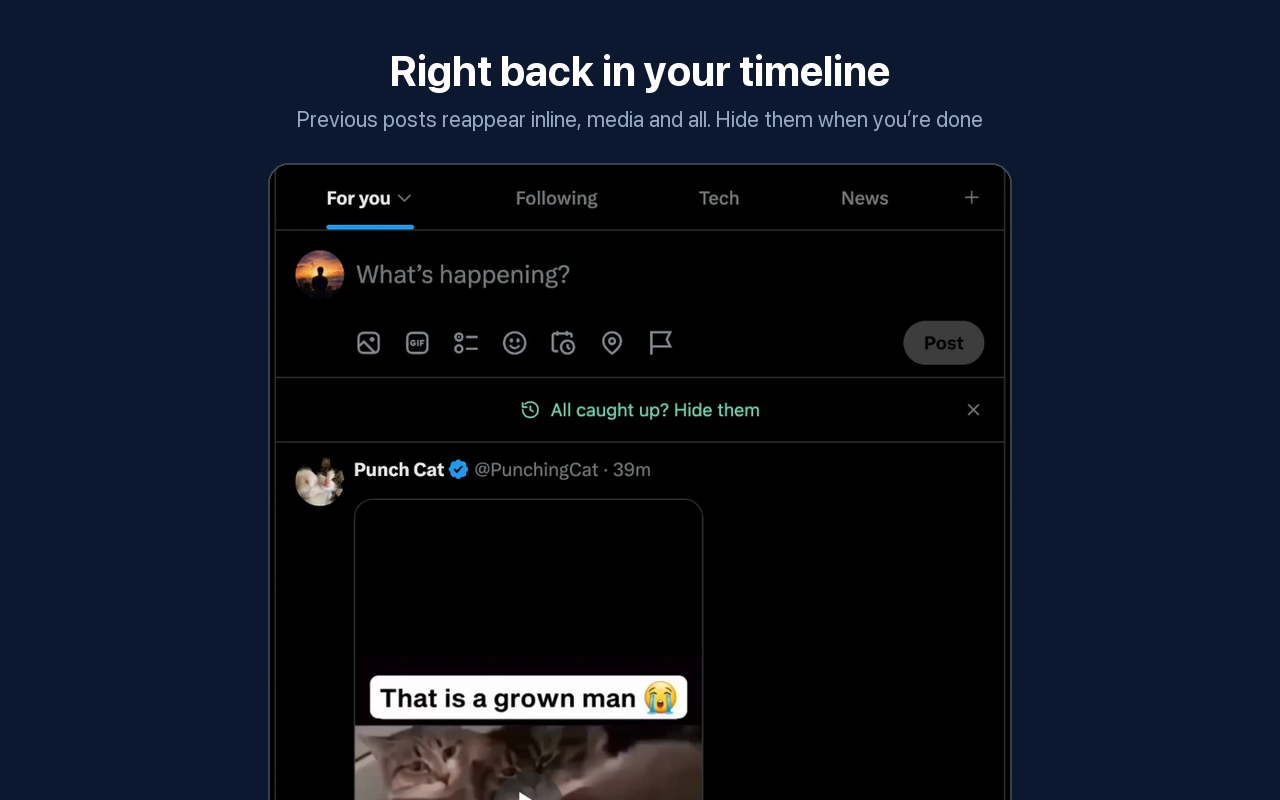 Right back in your timeline
Previous posts reappear inline, media and all. Hide them when you’re done
For you Following Tech News
What’s happening?
GIF
Post
All caught up? Hide them
Punch Cat @PunchingCat · 39m
That is a grown man 😭